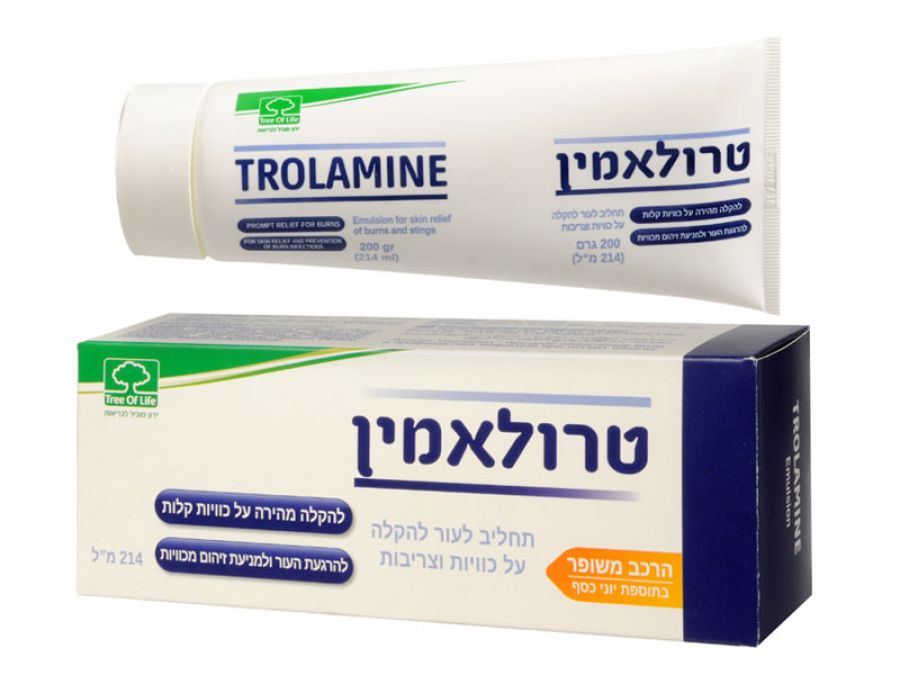 Tree Of Life
ידע מוביל לבריאות
TROLAMINE
PROMPT RELIEF FOR BURNS
FOR SKIN RELIEF AND PREVENTION
OF BURN INFECTIONS
Emulsion for skin relief
of burns and stings
200 gr
(214 ml)
טרולאמין
להקלה מהירה על כוויות קלות
להרגעת העור ולמניעת זיהום מכוויות
תחליב לעור להקלה
על כוויות וצריבות
200 גרם
(214 מ"ל)
Tree Of Life
ידע מוביל לבריאות
טרולאמין
להקלה מהירה על כוויות קלות
להרגעת העור ולמניעת זיהום מכוויות
תחליב לעור להקלה
על כוויות וצריבות
214 מ"ל
הרכב משופר
בתוספת יוני כסף
TROLAMINE
Emulsion